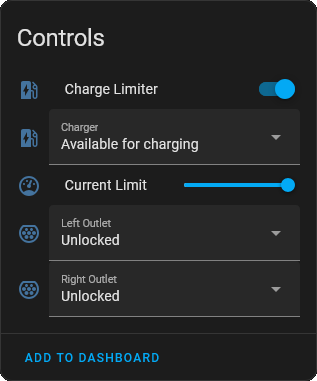 Controls
Charge Limiter
Charger
Available for charging
Current Limit
Left Outlet
Unlocked
Right Outlet
Unlocked
ADD TO DASHBOARD